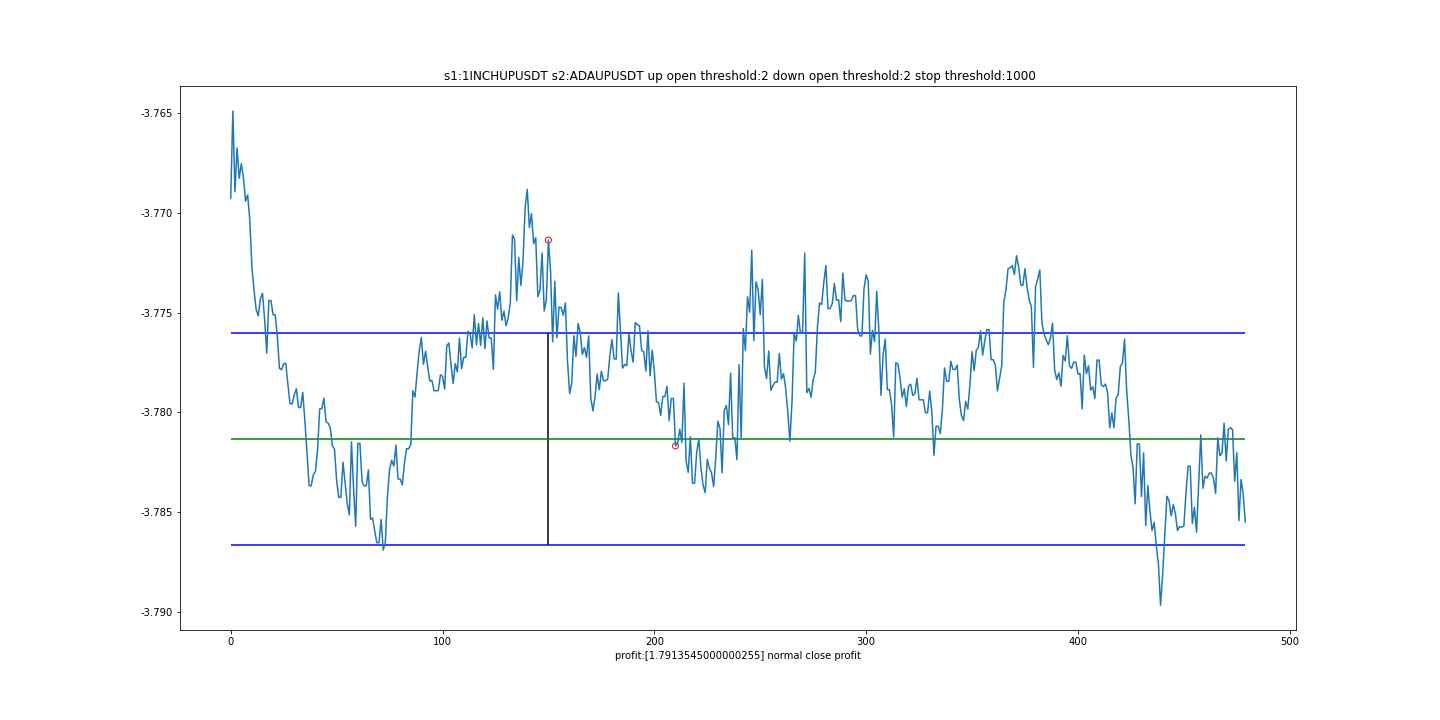 s1:1INCHUPUSDT s2:ADAUPUSDT up open threshold:2 down open threshold:2 stop threshold:1000
-3.765
-3.770
-3.775
-3.780
-3.785
-3.790
0 100 200 300 400 500
profit:[1.7913545000000255] normal close profit